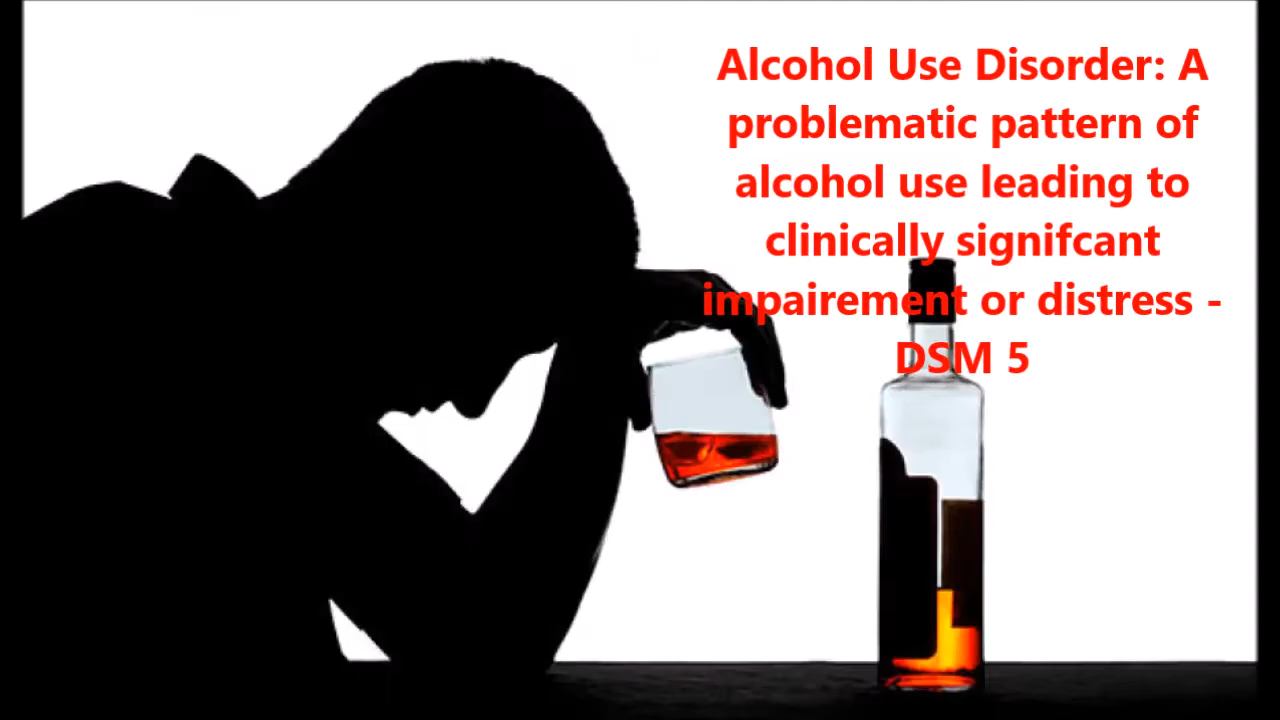 Alcohol Use Disorder: A
problematic pattern of
alcohol use leading to
clinically signifcant
impairement or distress -
DSM 5